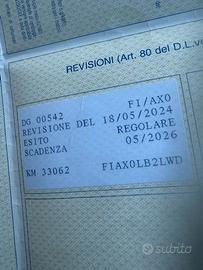 REVISIONI (Art. 80 del D.L.vo
DG 00542 FI/AX0
REVISIONE DEL 18/05/2024
ESITO REGOLARE
SCADENZA 05/2026
KM 33062 FIAX0LB2LWD
subito